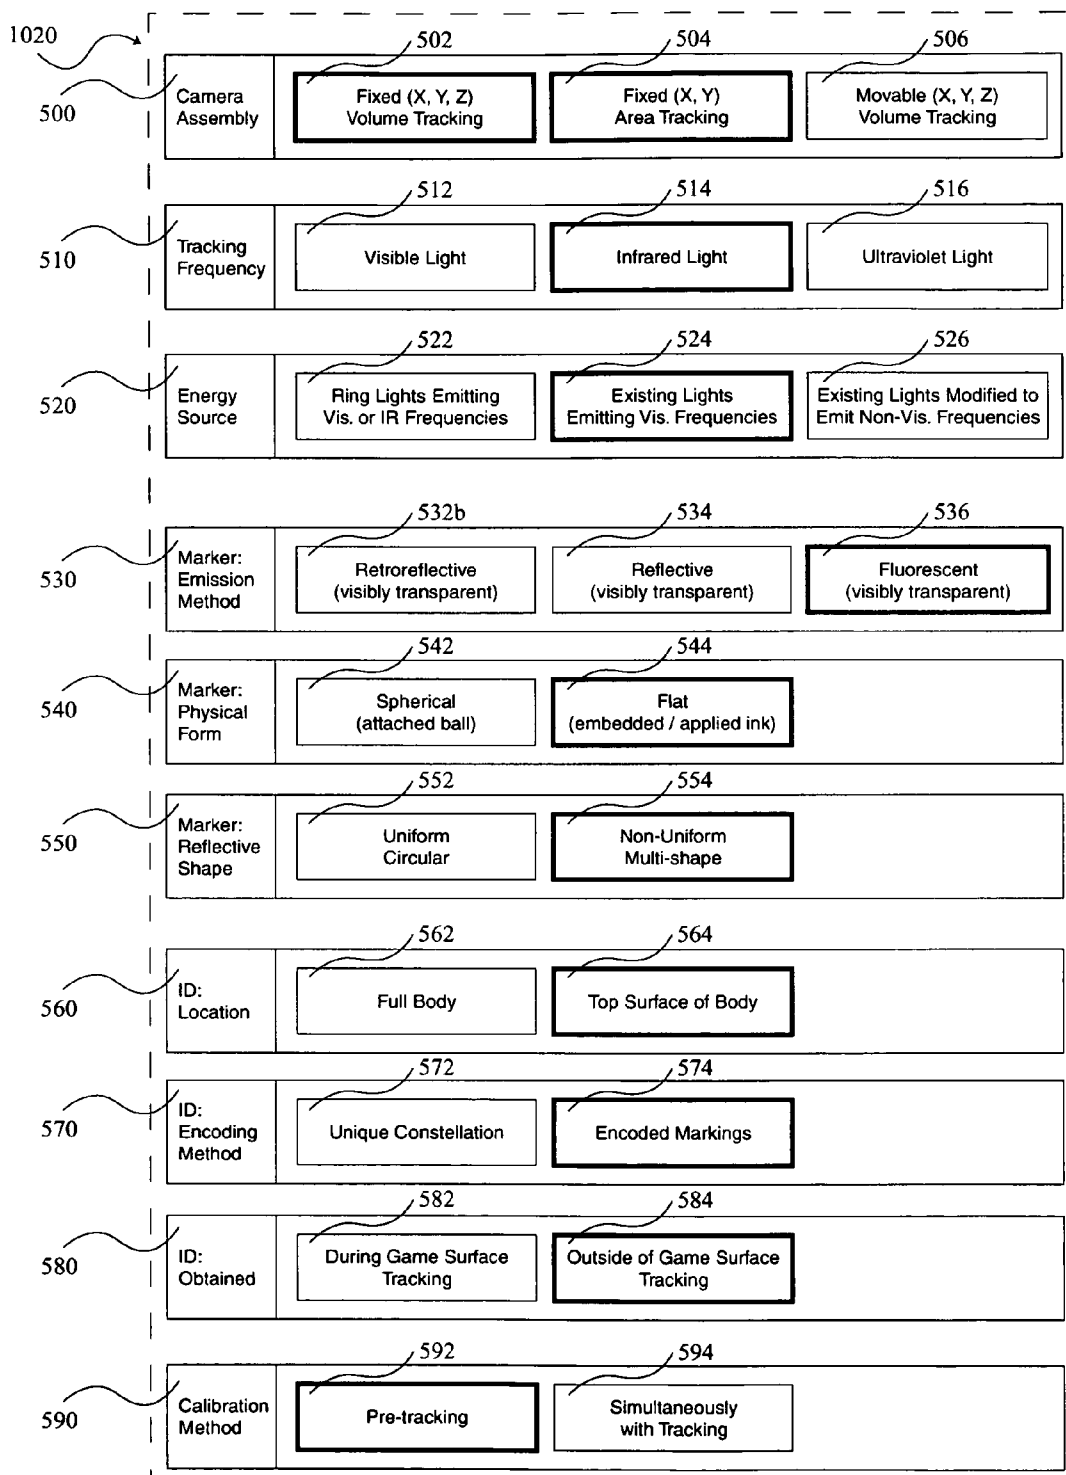 1020
502
504
506
500
Camera
Assembly
Fixed (X, Y, Z)
Volume Tracking
Fixed (X, Y)
Area Tracking
Movable (X, Y, Z)
Volume Tracking
512
514
516
510
Tracking
Frequency
Visible Light
Infrared Light
Ultraviolet Light
522
524
526
520
Energy
Source
Ring Lights Emitting
Vis. or IR Frequencies
Existing Lights
Emitting Vis. Frequencies
Existing Lights Modified to
Emit Non-Vis. Frequencies
532b
534
536
530
Marker:
Emission
Method
Retroreflective
(visibly transparent)
Reflective
(visibly transparent)
Fluorescent
(visibly transparent)
542
544
540
Marker:
Physical
Form
Spherical
(attached ball)
Flat
(embedded / applied ink)
552
554
550
Marker:
Reflective
Shape
Uniform
Circular
Non-Uniform
Multi-shape
562
564
560
ID:
Location
Full Body
Top Surface of Body
572
574
570
ID:
Encoding
Method
Unique Constellation
Encoded Markings
582
584
580
ID:
Obtained
During Game Surface
Tracking
Outside of Game Surface
Tracking
592
594
590
Calibration
Method
Pre-tracking
Simultaneously
with Tracking